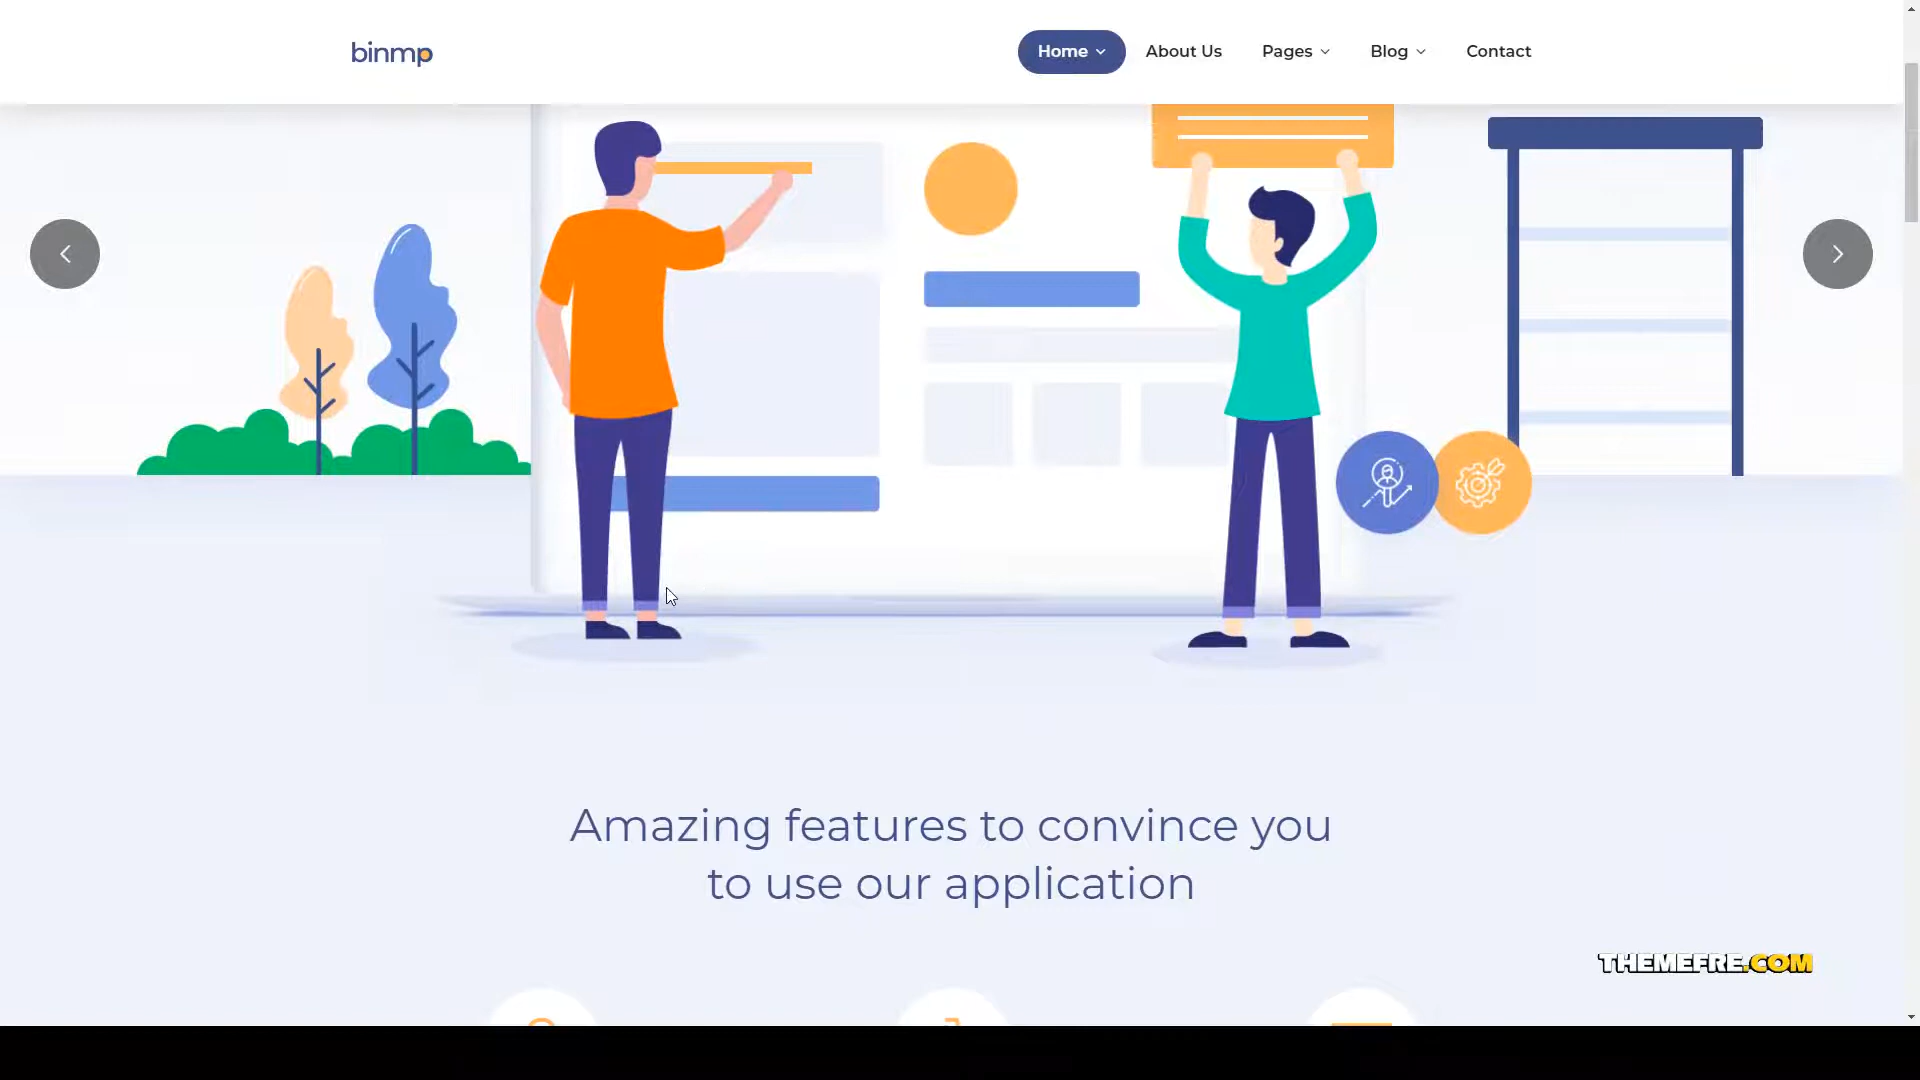 binmp
Home
About Us
Pages
Blog
Contact
Amazing features to convince you
to use our application
THEMEFRE.COM